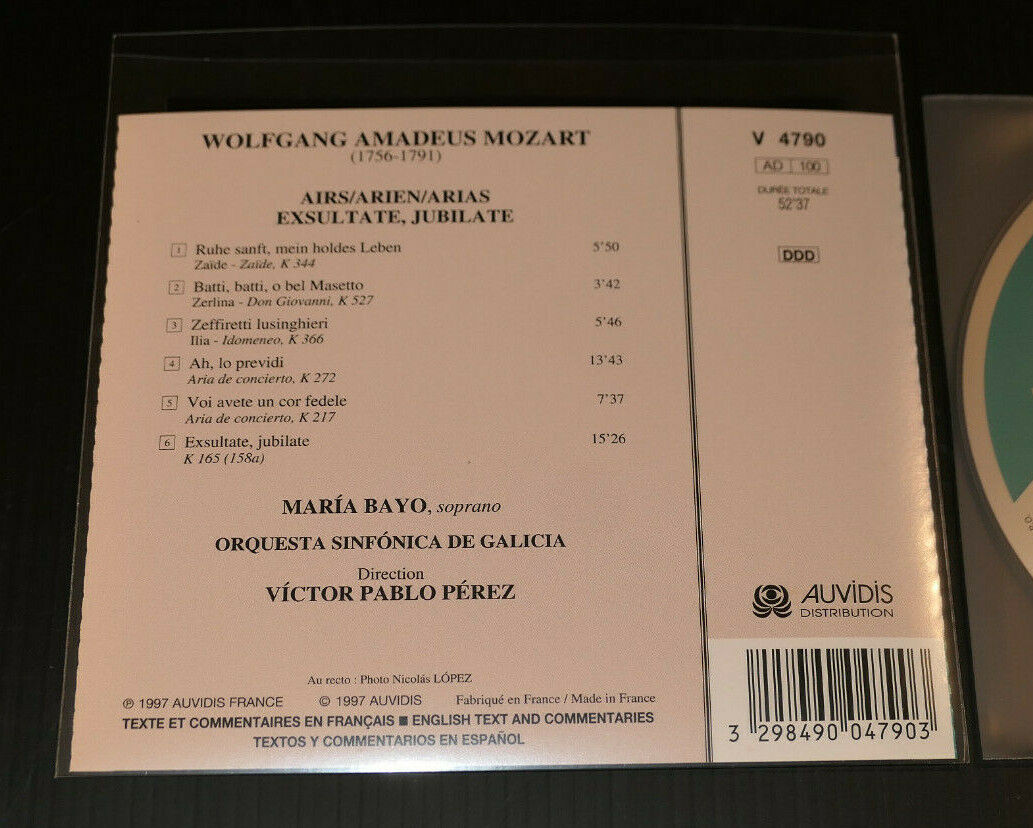 WOLFGANG AMADEUS MOZART
(1756-1791)
AIRS/ARIEN/ARIAS
EXSULTATE, JUBILATE
1 Ruhe sanft, mein holdes Leben 5'50
Zaïde - Zaïde, K 344
2 Batti, batti, o bel Masetto 3'42
Zerlina - Don Giovanni, K 527
3 Zeffiretti lusinghieri 5'46
Ilia - Idomeneo, K 366
4 Ah, lo previdi 13'43
Aria de concierto, K 272
5 Voi avete un cor fedele 7'37
Aria de concierto, K 217
6 Exsultate, jubilate 15'26
K 165 (158a)
MARÍA BAYO, soprano
ORQUESTA SINFÓNICA DE GALICIA
Direction
VÍCTOR PABLO PÉREZ
Au recto : Photo Nicolás LÓPEZ
℗ 1997 AUVIDIS FRANCE © 1997 AUVIDIS Fabriqué en France / Made in France
TEXTE ET COMMENTAIRES EN FRANÇAIS ■ ENGLISH TEXT AND COMMENTARIES
TEXTOS Y COMMENTARIOS EN ESPAÑOL
V 4790
AD 100
DURÉE TOTALE
52'37
DDD
AUVIDIS
DISTRIBUTION
3 298490 047903